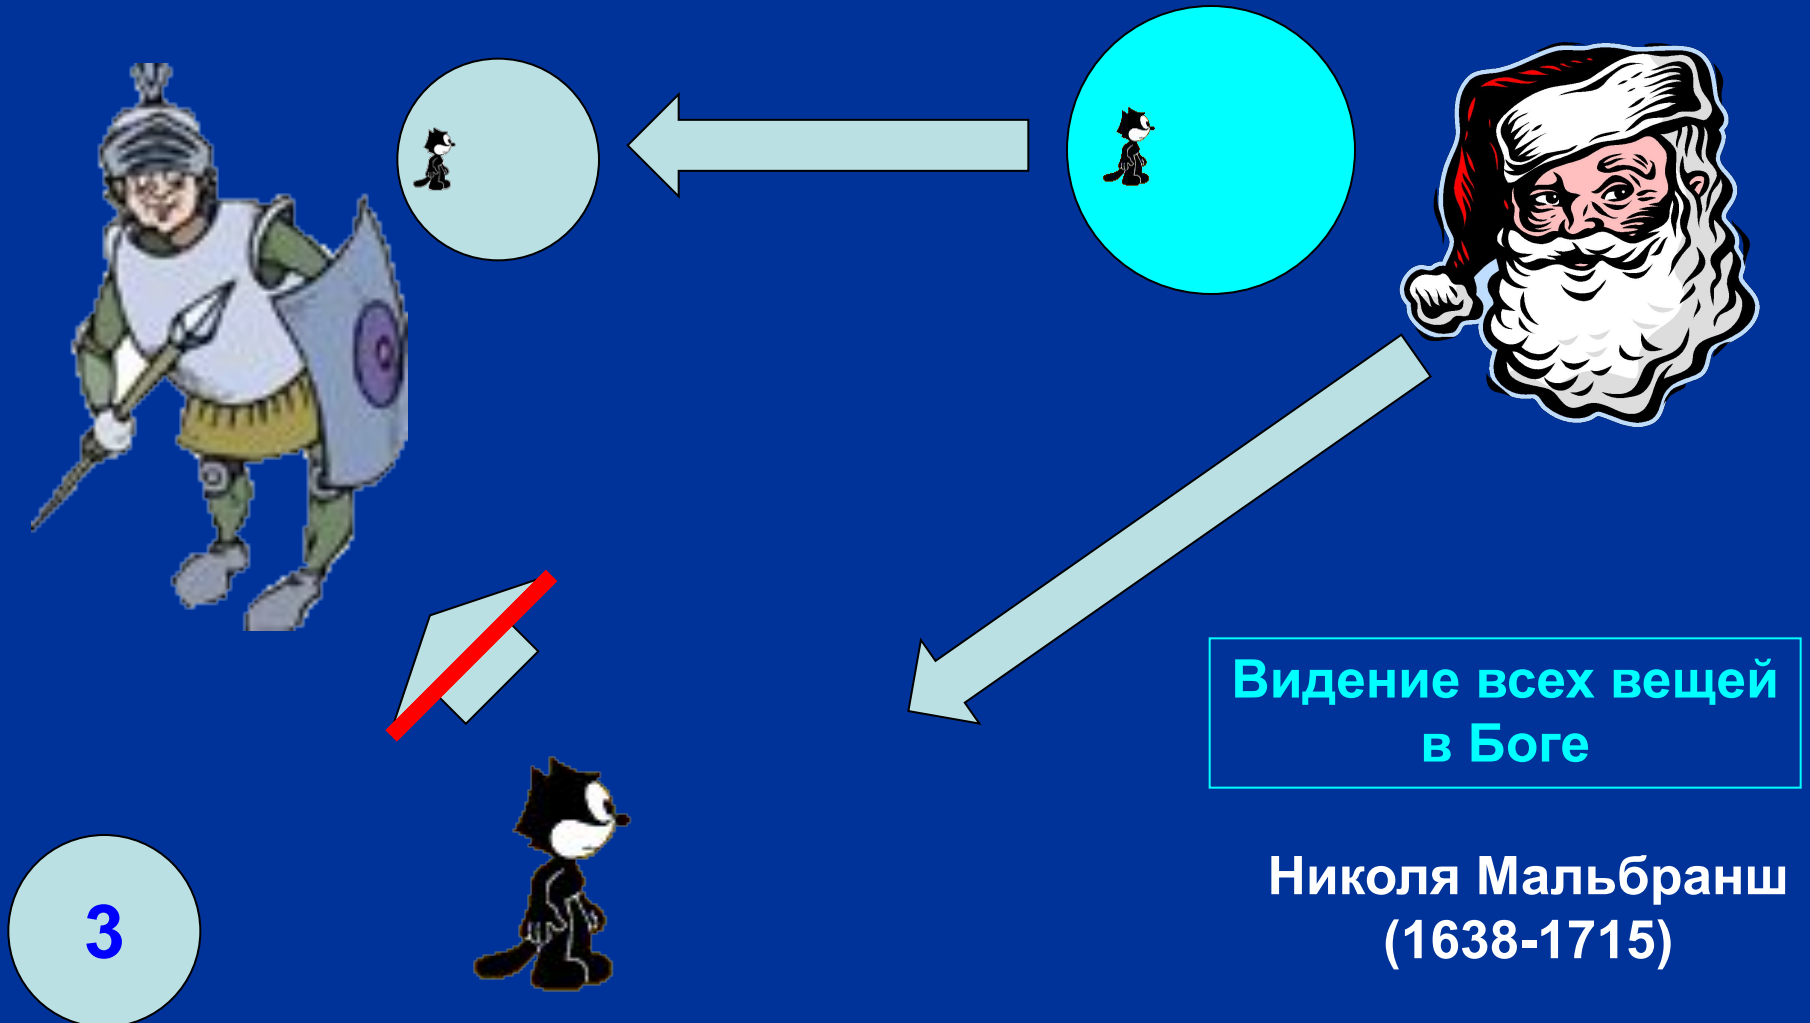 Видение всех вещей
в Боге
Николя Мальбранш
(1638-1715)
3